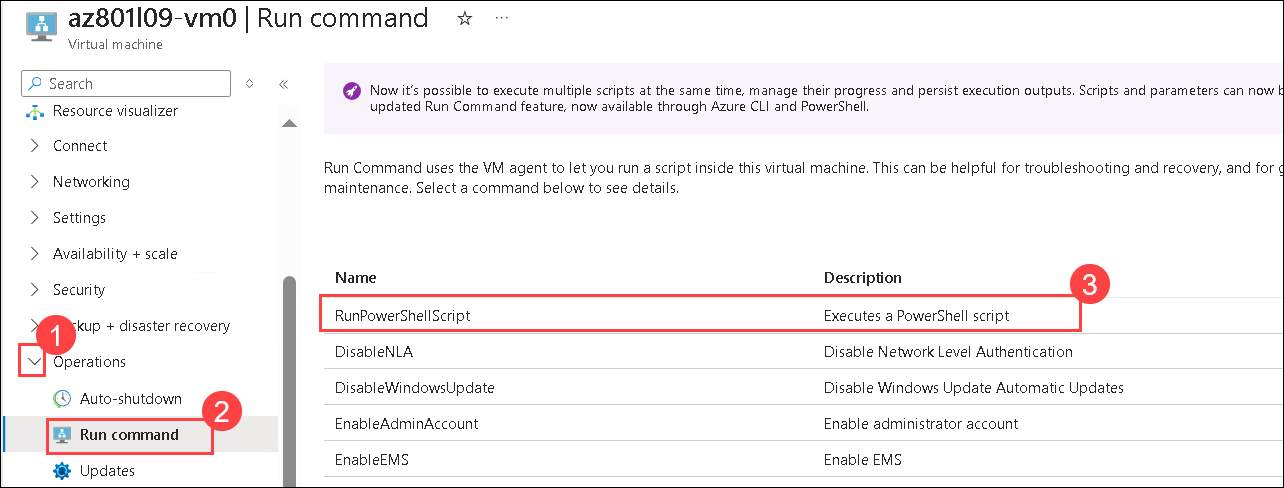 az801l09-vm0 | Run command ☆ ...
Virtual machine
Search
Resource visualizer
Connect
Networking
Settings
Availability + scale
Security
ckup + disaster recovery
1
Operations
Auto-shutdown
2
Run command
Updates
Now it's possible to execute multiple scripts at the same time, manage their progress and persist execution outputs. Scripts and parameters can now b
updated Run Command feature, now available through Azure CLI and PowerShell.
Run Command uses the VM agent to let you run a script inside this virtual machine. This can be helpful for troubleshooting and recovery, and for g
maintenance. Select a command below to see details.
Name Description
3
RunPowerShellScript Executes a PowerShell script
DisableNLA Disable Network Level Authentication
DisableWindowsUpdate Disable Windows Update Automatic Updates
EnableAdminAccount Enable administrator account
EnableEMS Enable EMS